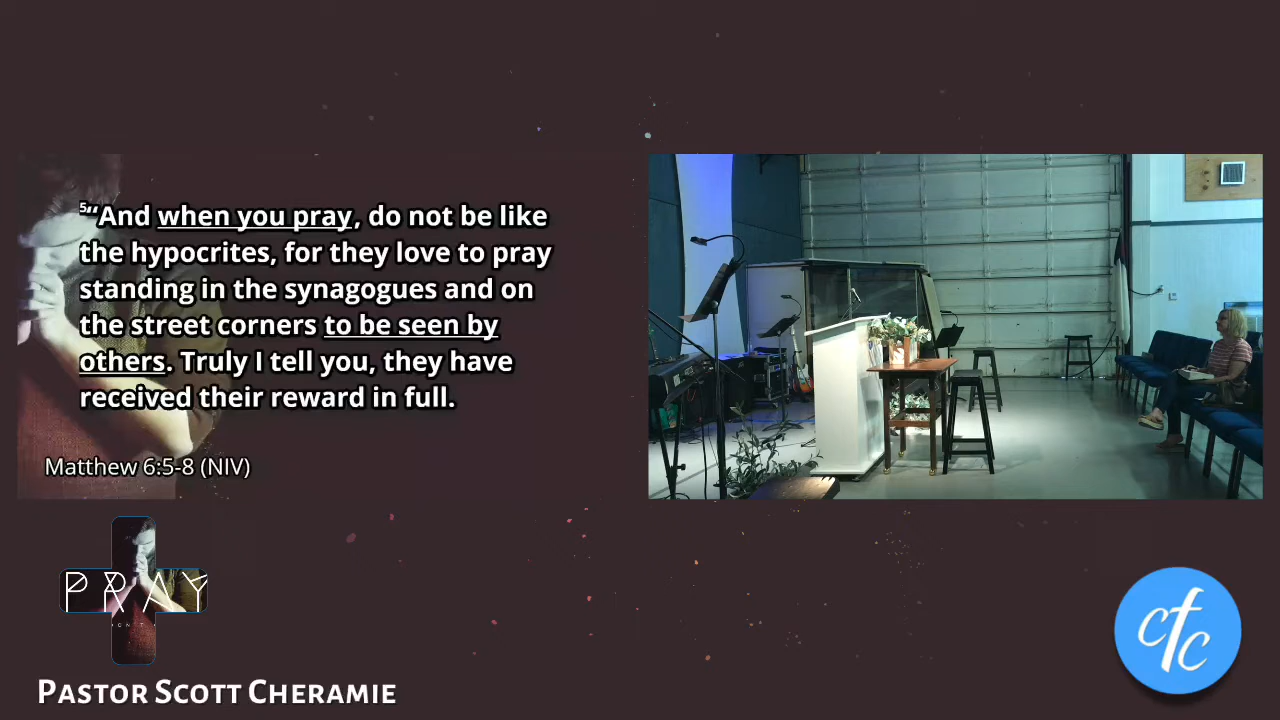 5“And when you pray, do not be like
the hypocrites, for they love to pray
standing in the synagogues and on
the street corners to be seen by
others. Truly I tell you, they have
received their reward in full.
Matthew 6:5-8 (NIV)
PRAY
Pastor Scott Cheramie
cfc